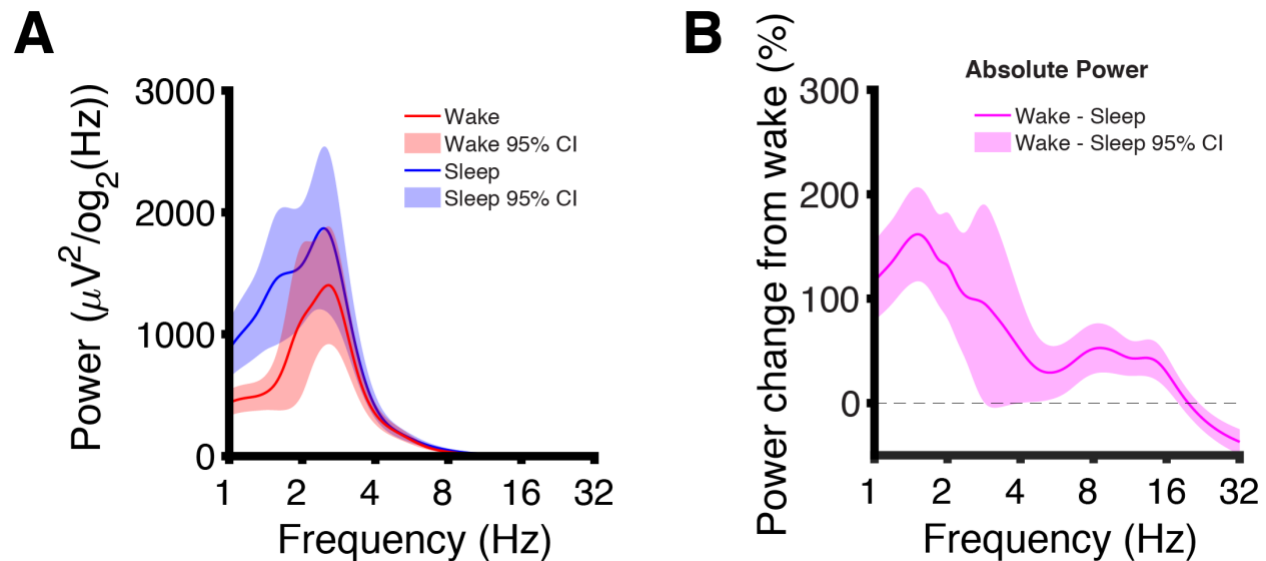 A
Power (µV²/og₂(Hz))
3000
2000
1000
0
Wake
Wake 95% CI
Sleep
Sleep 95% CI
1 2 4 8 16 32
Frequency (Hz)
B
Power change from wake (%)
Absolute Power
300
200
100
0
Wake - Sleep
Wake - Sleep 95% CI
1 2 4 8 16 32
Frequency (Hz)